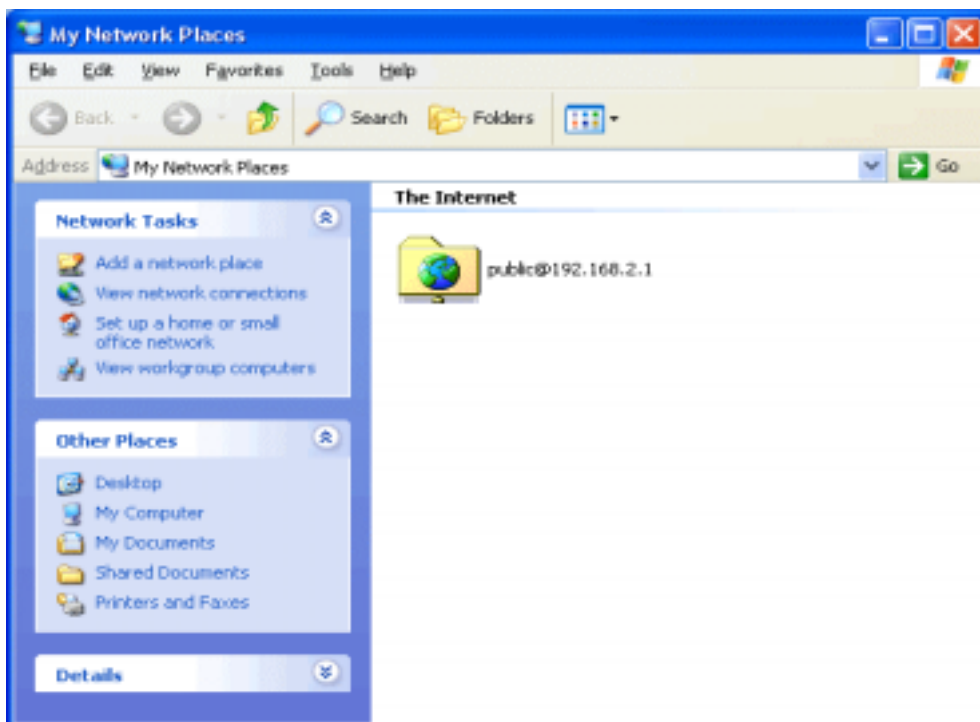 My Network Places
File Edit View Favorites Tools Help
Back Search Folders
Address My Network Places Go
Network Tasks
Add a network place
View network connections
Set up a home or small
office network
View workgroup computers
Other Places
Desktop
My Computer
My Documents
Shared Documents
Printers and Faxes
Details
The Internet
public@192.168.2.1